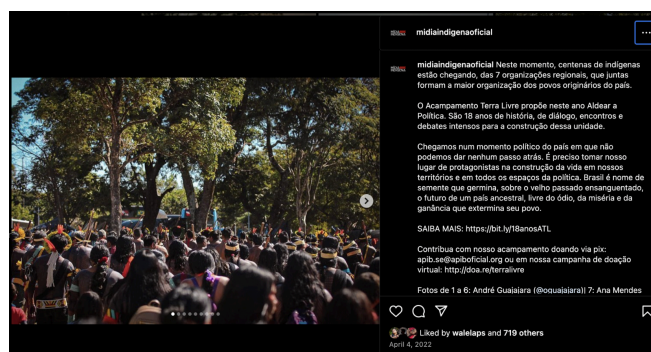 midiaindigenaoficial
midiaindigenaoficial Neste momento, centenas de indígenas
estão chegando, das 7 organizações regionais, que juntas
formam a maior organização dos povos originários do país.
O Acampamento Terra Livre propõe neste ano Aldear a
Política. São 18 anos de história, de diálogo, encontros e
debates intensos para a construção dessa unidade.
Chegamos num momento político do país em que não
podemos dar nenhum passo atrás. É preciso tomar nosso
lugar de protagonistas na construção da vida em nossos
territórios e em todos os espaços da política. Brasil é nome de
semente que germina, sobre o velho passado ensanguentado,
o futuro de um país ancestral, livre do ódio, da miséria e da
ganância que extermina seu povo.
SAIBA MAIS: https://bit.ly/18anosATL
Contribua com nosso acampamento doando via pix:
apib.se@apiboficial.org ou em nossa campanha de doação
virtual: http://doa.re/terralivre
Fotos de 1 a 6: André Guajajara (@oguajajara)| 7: Ana Mendes
Liked by walelaps and 719 others
April 4, 2022